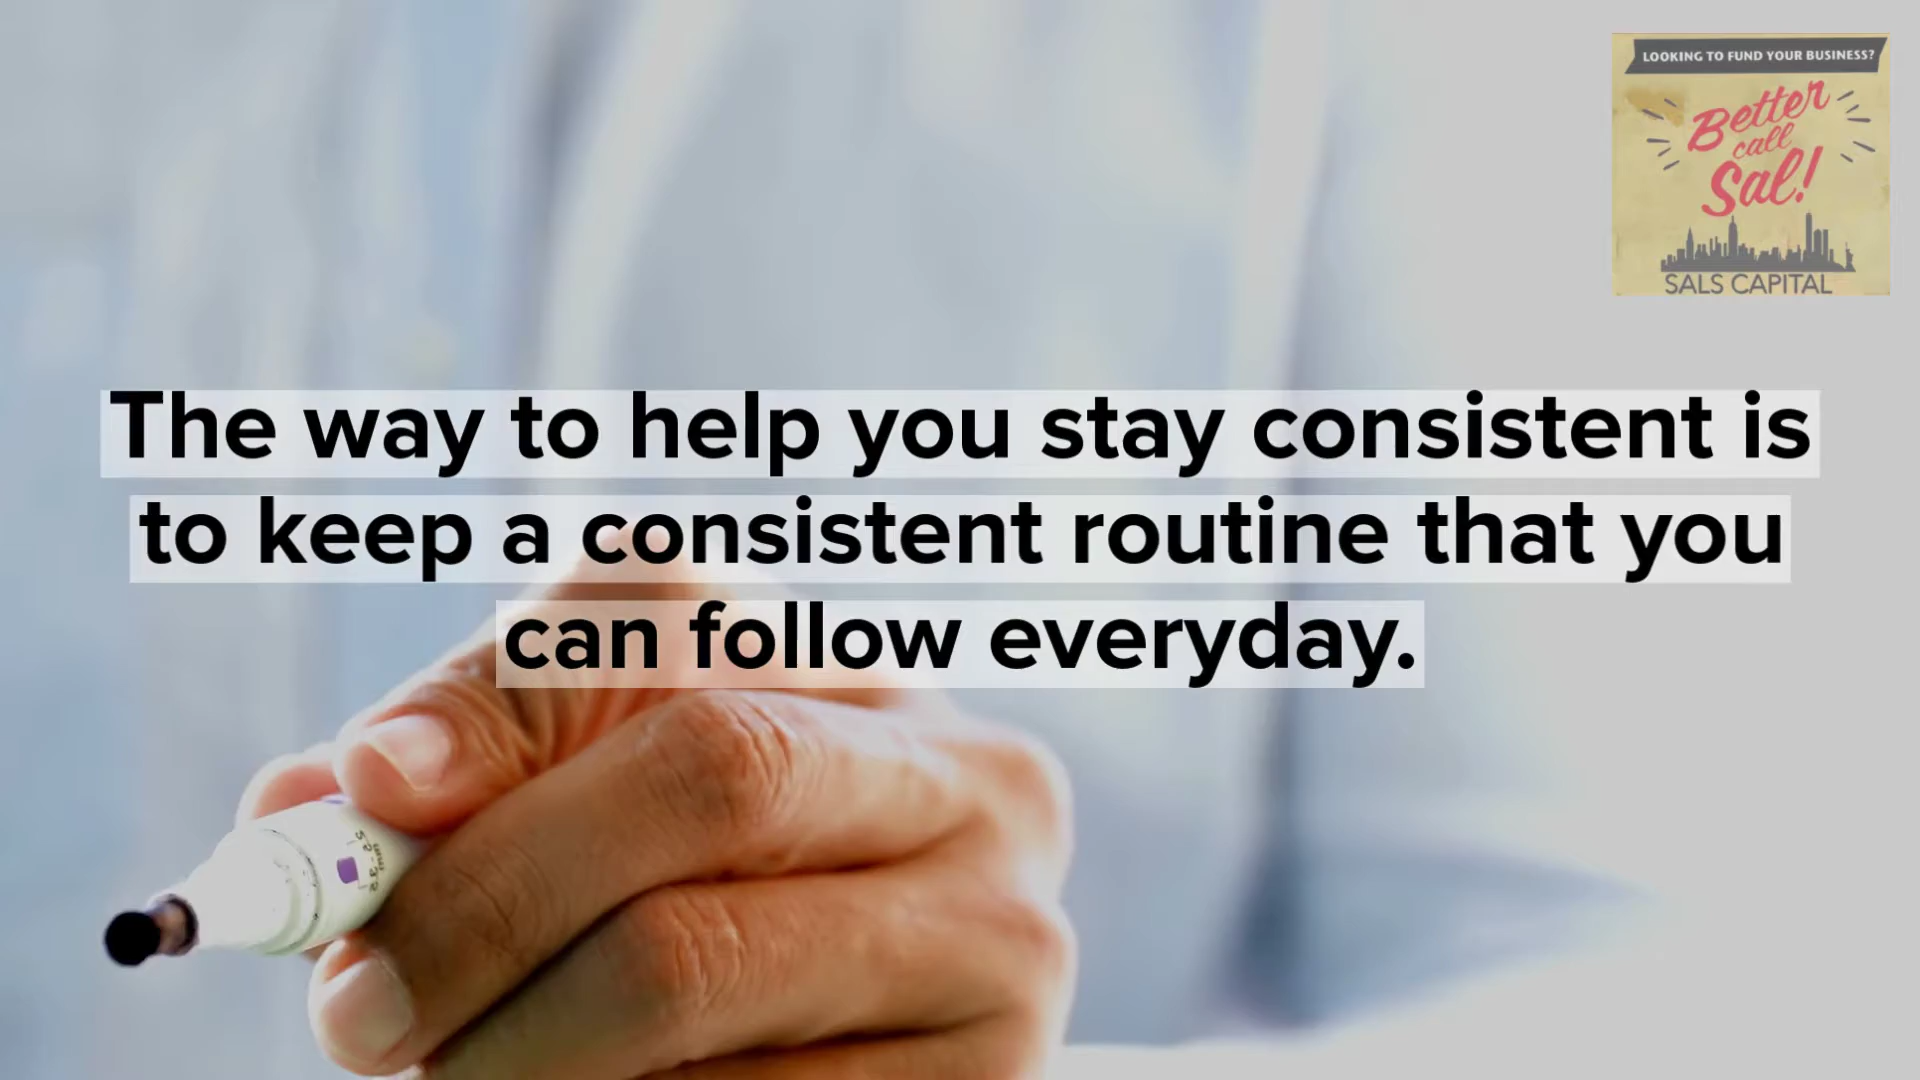 LOOKING TO FUND YOUR BUSINESS?
Better
call
Sal!
SALS CAPITAL
The way to help you stay consistent is
to keep a consistent routine that you
can follow everyday.